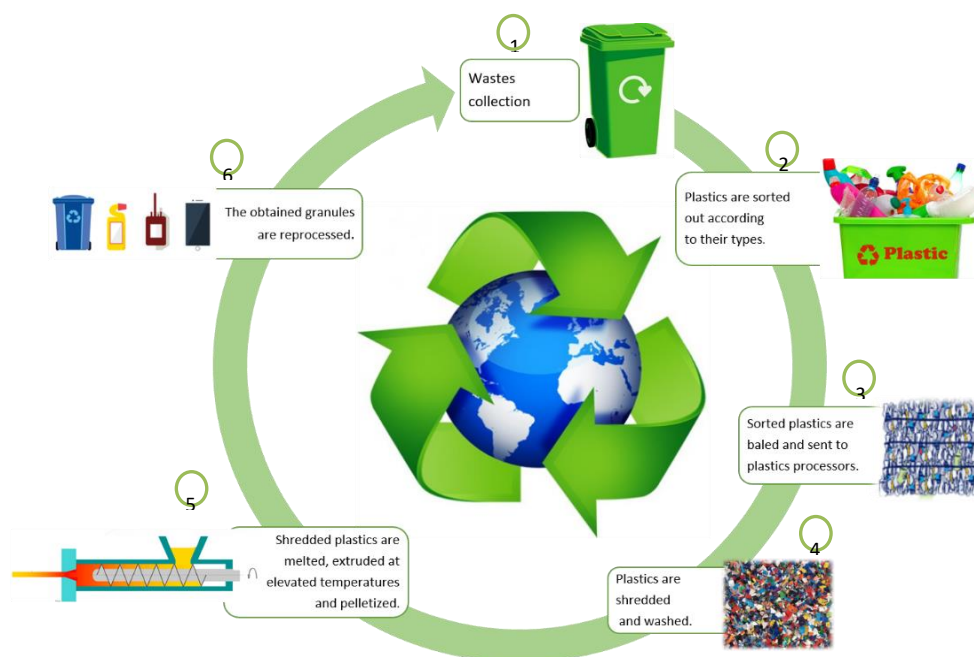 1
Wastes
collection
2
Plastics are sorted
out according
to their types.
Plastic
3
Sorted plastics are
baled and sent to
plastics processors.
4
Plastics are
shredded
and washed.
5
Shredded plastics are
melted, extruded at
elevated temperatures
and pelletized.
6
The obtained granules
are reprocessed.